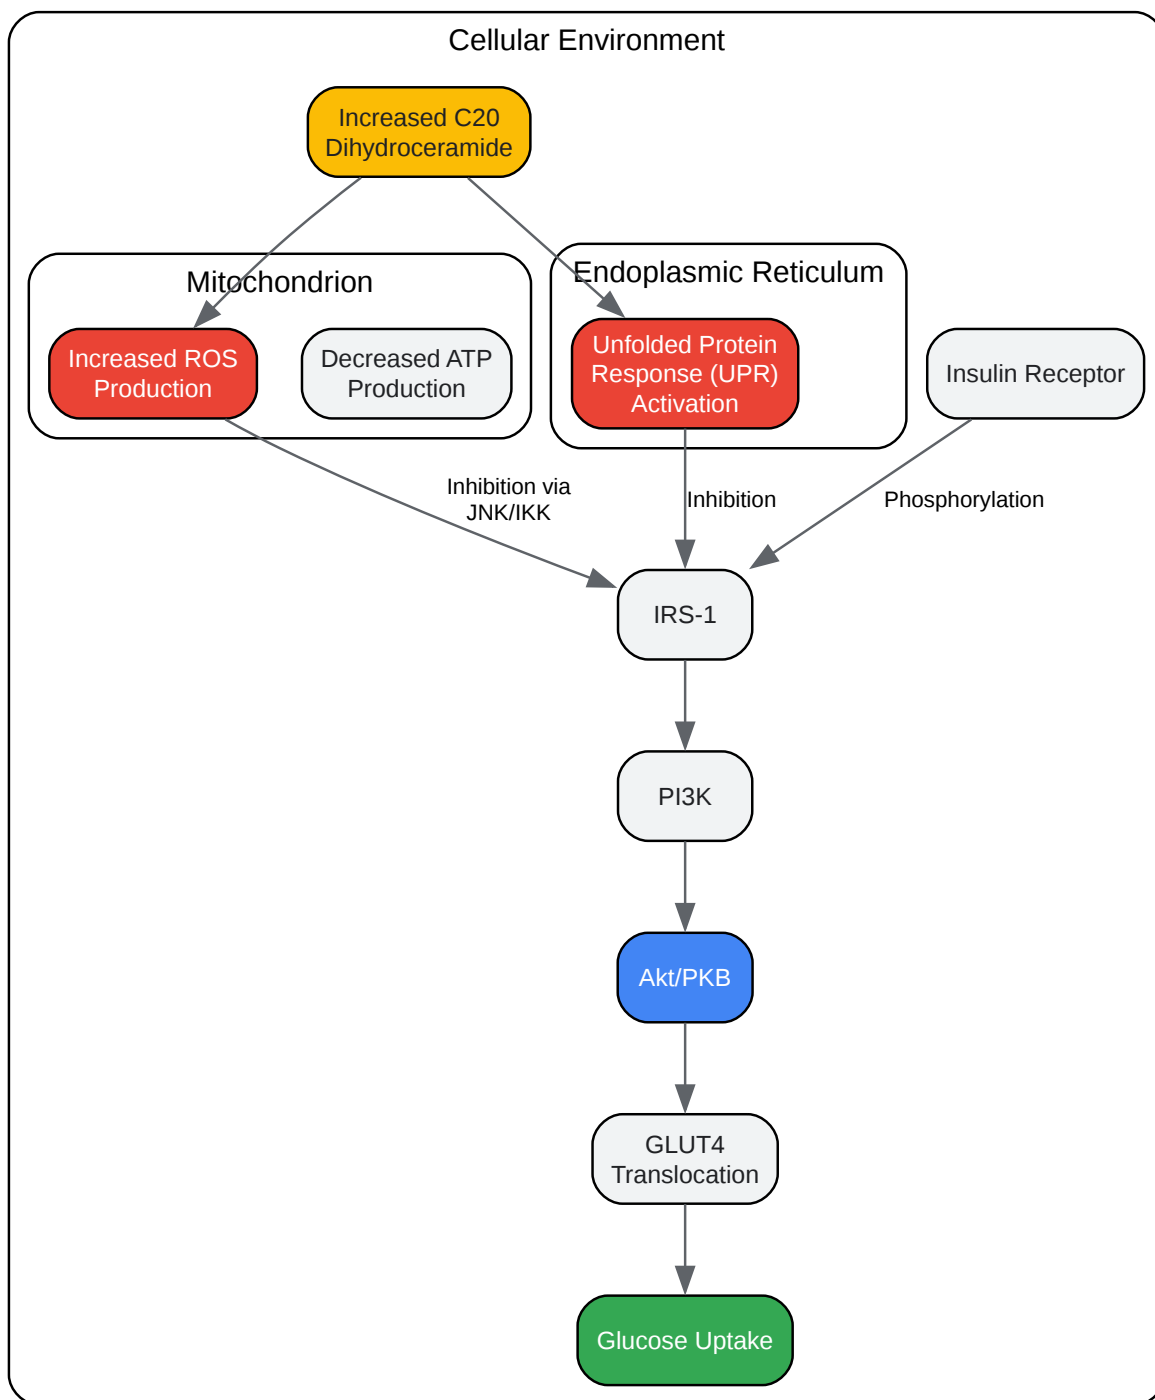 Cellular Environment
Increased C20
Dihydroceramide
Mitochondrion
Endoplasmic Reticulum
Increased ROS
Production
Decreased ATP
Production
Unfolded Protein
Response (UPR)
Activation
Insulin Receptor
Inhibition via
JNK/IKK
Inhibition
Phosphorylation
IRS-1
PI3K
Akt/PKB
GLUT4
Translocation
Glucose Uptake